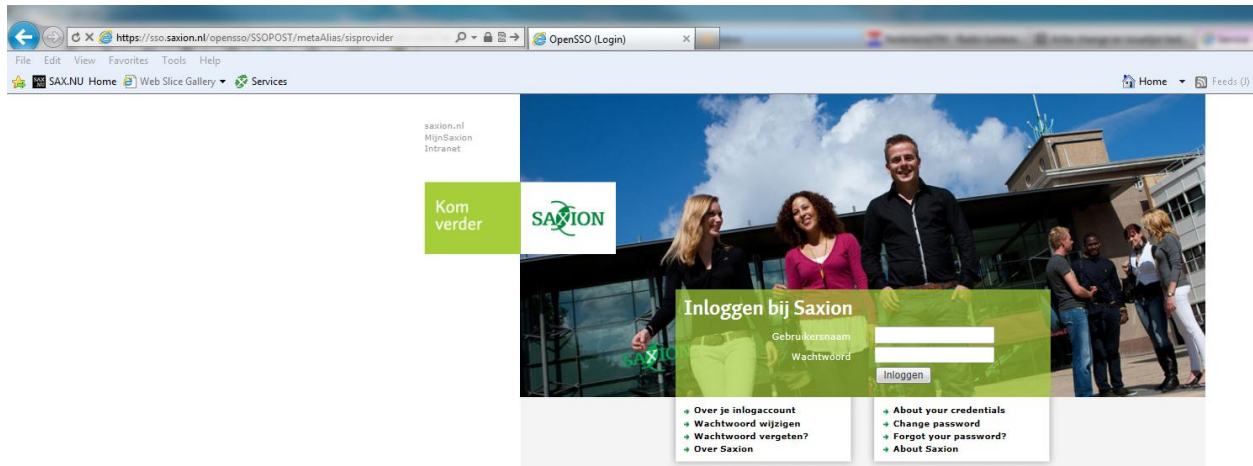 https://sso.saxion.nl/opensso/SSOPOST/metaAlias/sisprovider
OpenSSO (Login)
File Edit View Favorites Tools Help
SAX.NU Home Web Slice Gallery Services
Home Feeds (J)
saxion.nl
MijnSaxion
Intranet
Kom
verder
SAXION
SAXION
Inloggen bij Saxion
Gebruikersnaam
Wachtwoord
Inloggen
Over je inlogaccount
Wachtwoord wijzigen
Wachtwoord vergeten?
Over Saxion
About your credentials
Change password
Forgot your password?
About Saxion